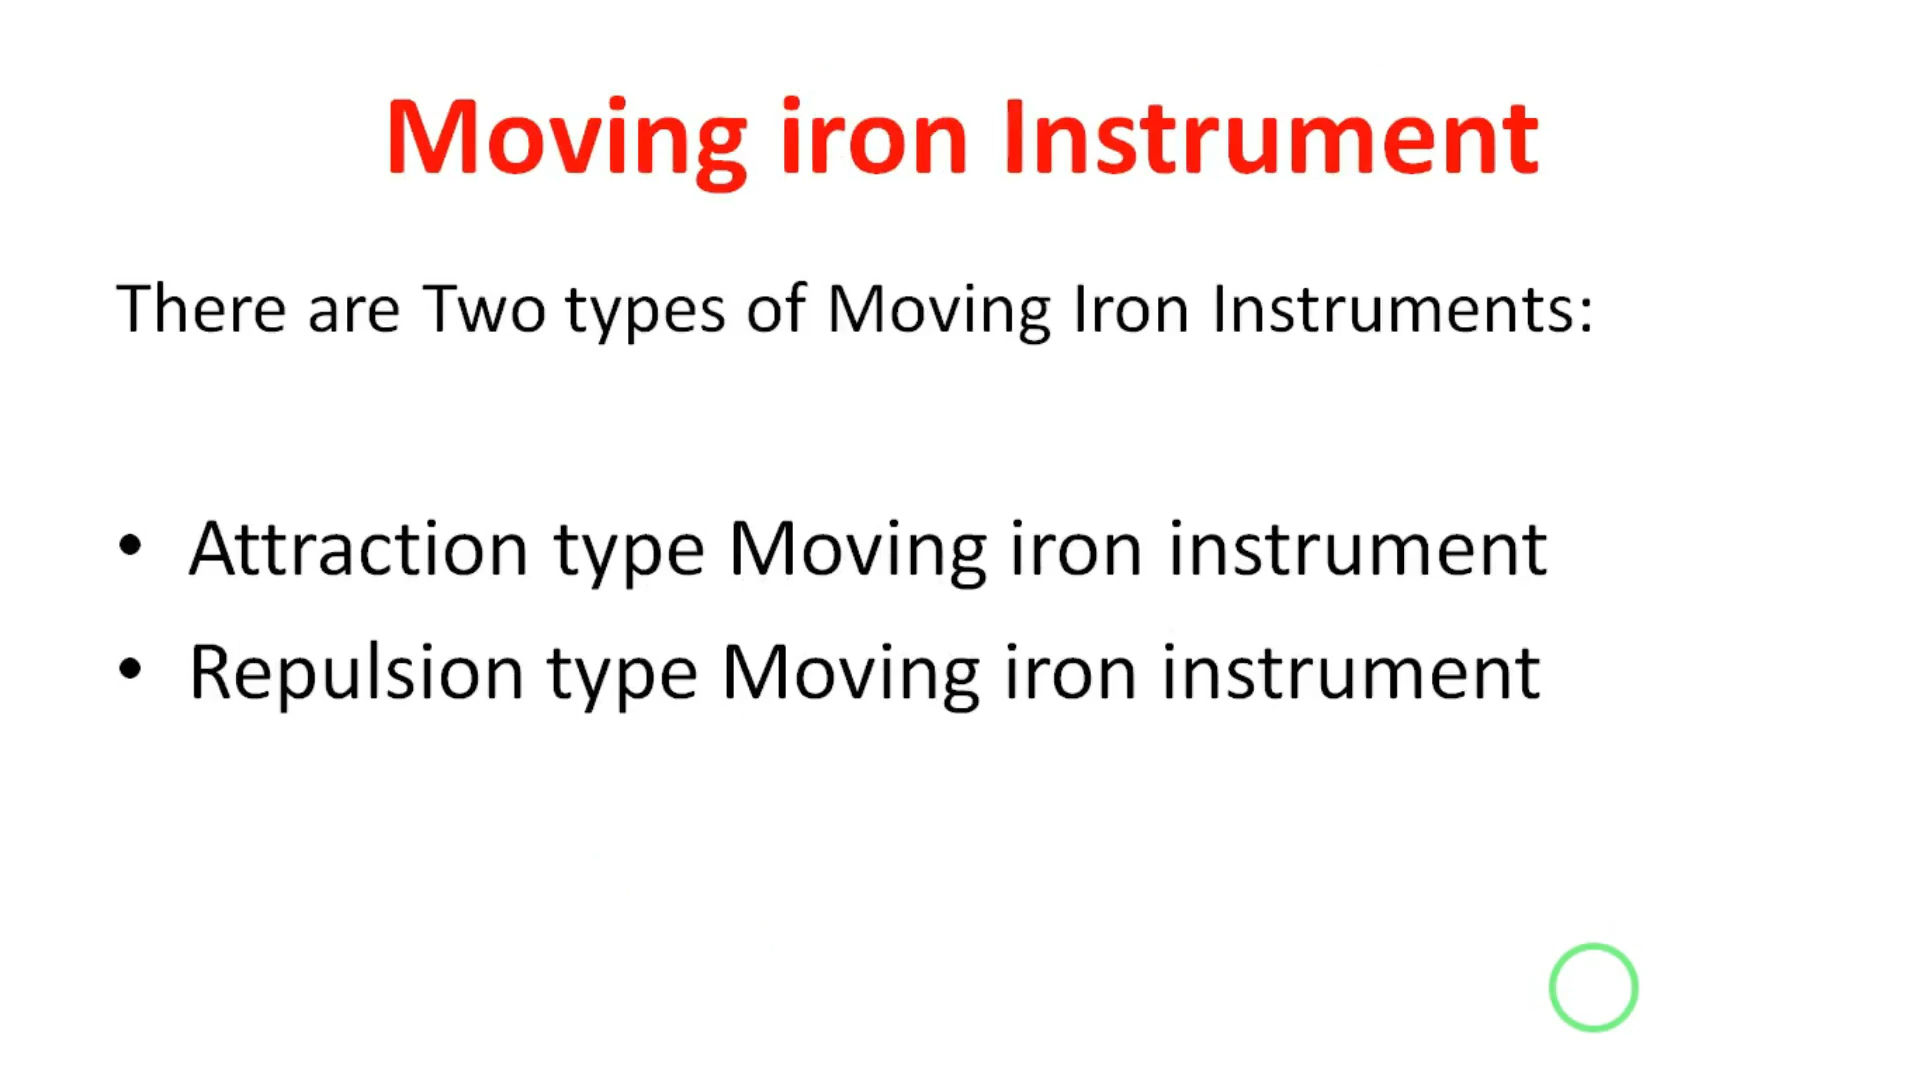 Moving iron Instrument
There are Two types of Moving Iron Instruments:
• Attraction type Moving iron instrument
• Repulsion type Moving iron instrument